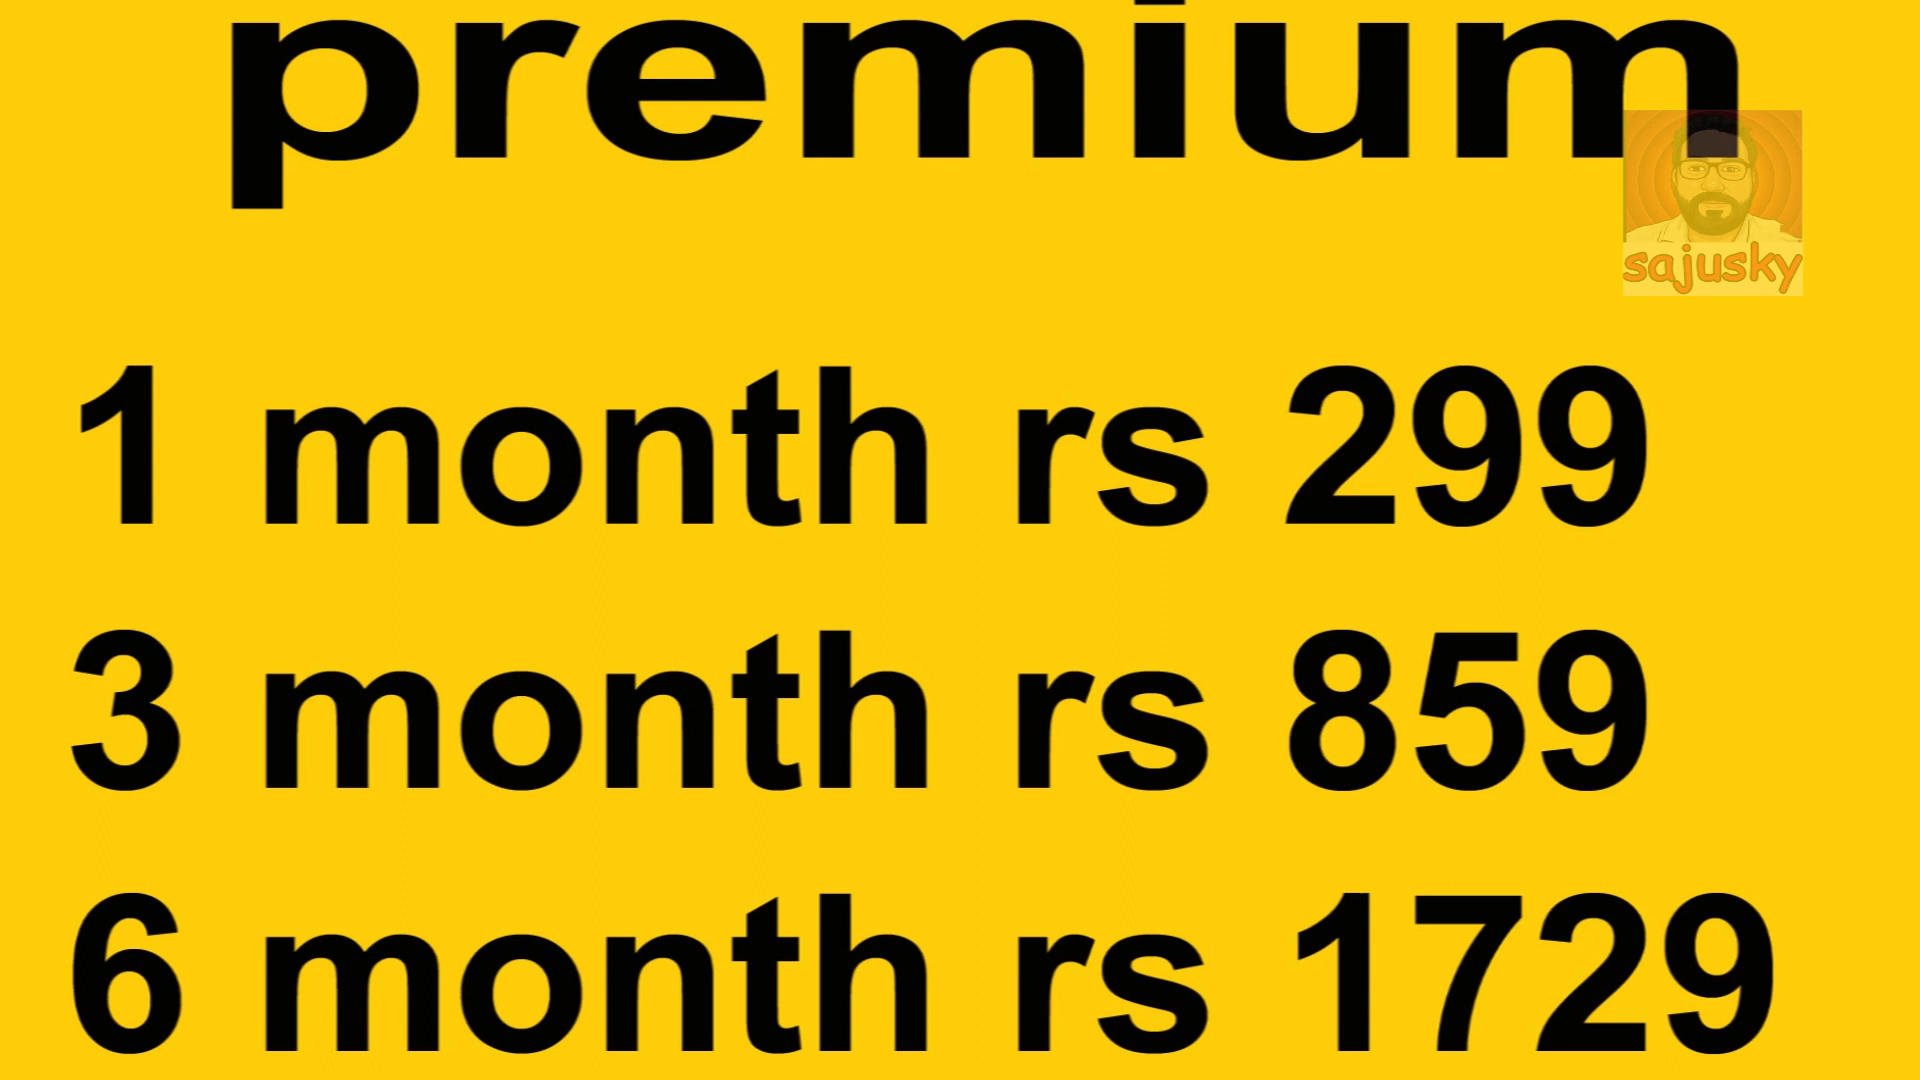 premium
sajusky
1 month rs 299
3 month rs 859
6 month rs 1729